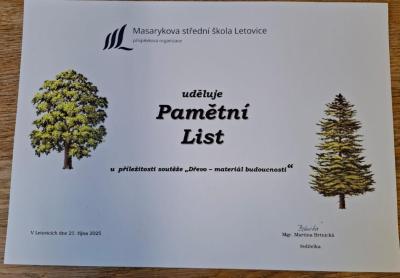 Masarykova střední škola Letovice
příspěvková organizace
uděluje
Pamětní
List
u příležitosti soutěže „Dřevo – materiál budoucnosti“
V Letovicích dne 21. října 2025
Mgr. Martina Brtnická
ředitelka